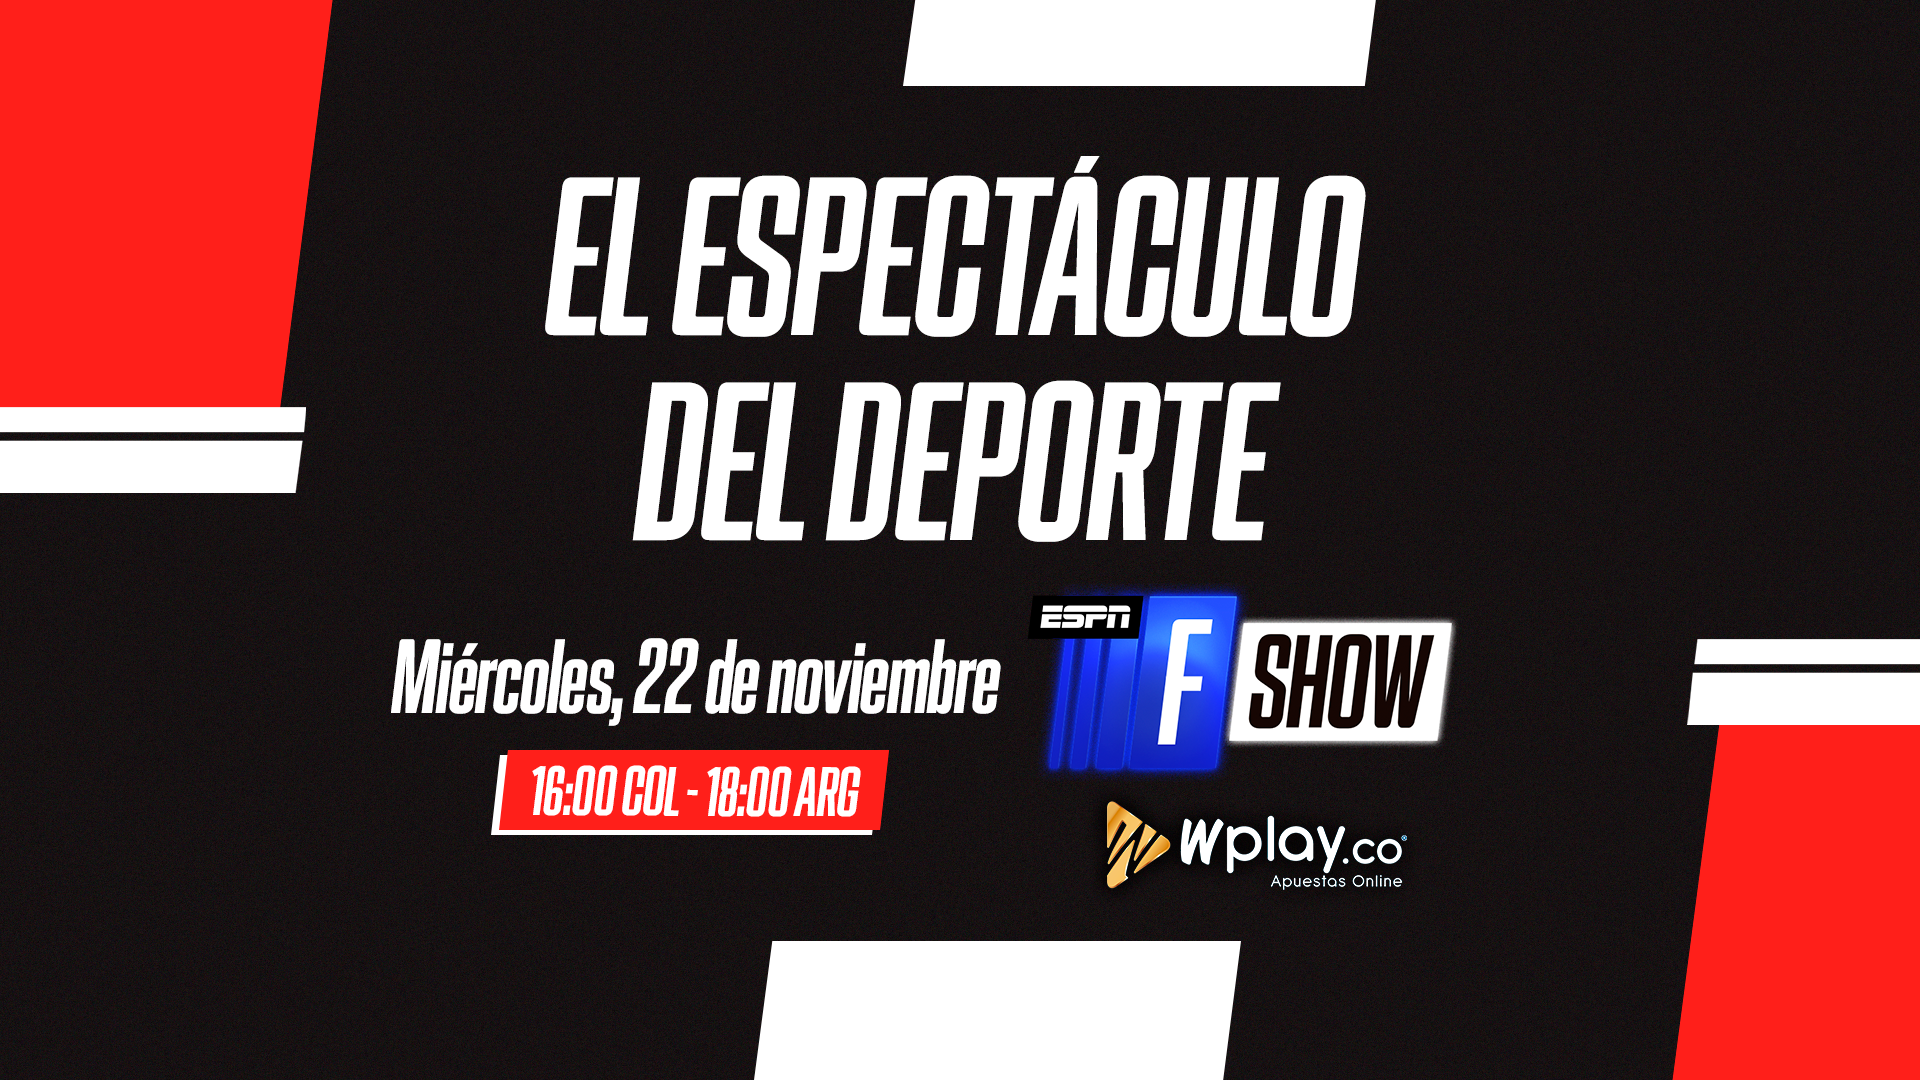 EL ESPECTÁCULO
DEL DEPORTE
Miércoles, 22 de noviembre
16:00 COL - 18:00 ARG
ESPN
F SHOW
Wplay.co®
Apuestas Online